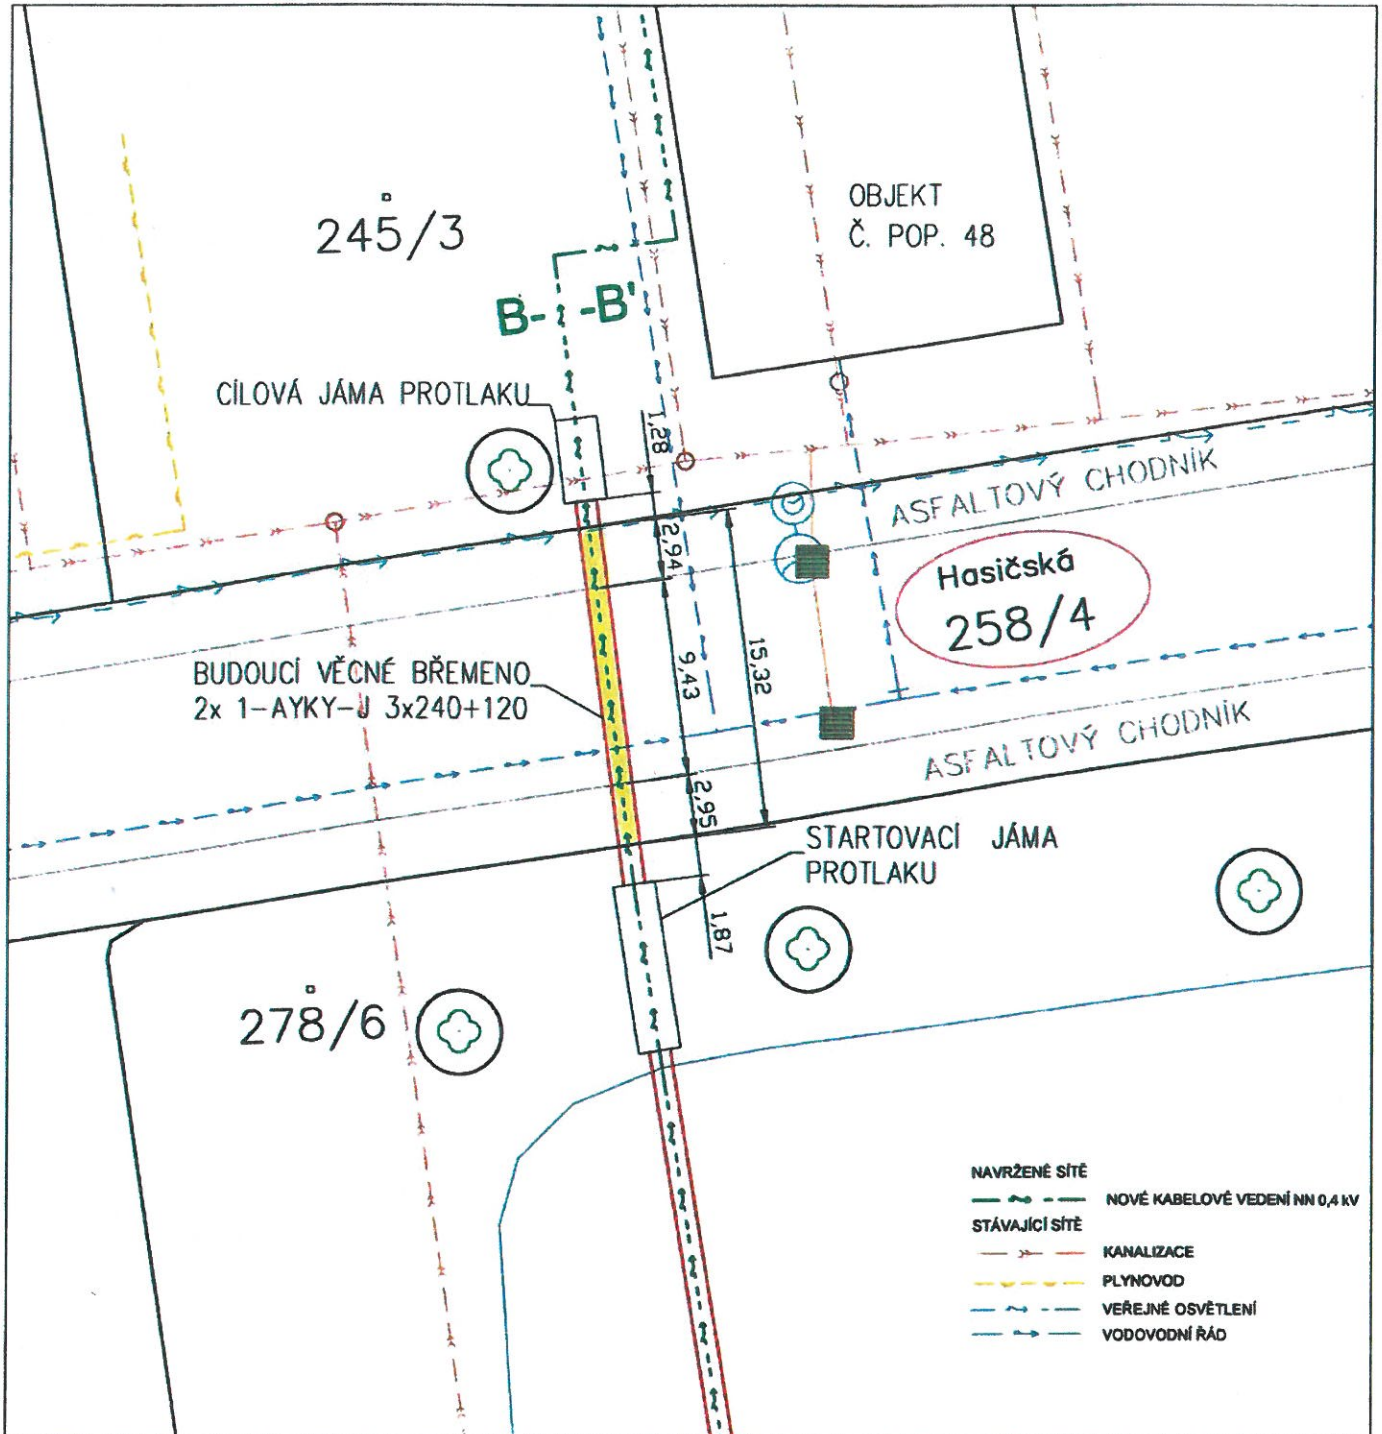 245/3
OBJEKT
Č. POP. 48
B- -B'
CÍLOVÁ JÁMA PROTLAKU
1,28
ASFALTOVÝ CHODNÍK
2,94
Hasičská
258/4
15,32
9,43
BUDOUCÍ VĚCNÉ BŘEMENO
2x 1-AYKY-J 3x240+120
ASFALTOVÝ CHODNÍK
2,95
STARTOVACÍ JÁMA
PROTLAKU
1,87
278/6
NAVRŽENÉ SÍTĚ
NOVÉ KABELOVÉ VEDENÍ NN 0,4 kV
STÁVAJÍCÍ SÍTĚ
KANALIZACE
PLYNOVOD
VEŘEJNÉ OSVĚTLENÍ
VODOVODNÍ ŘÁD